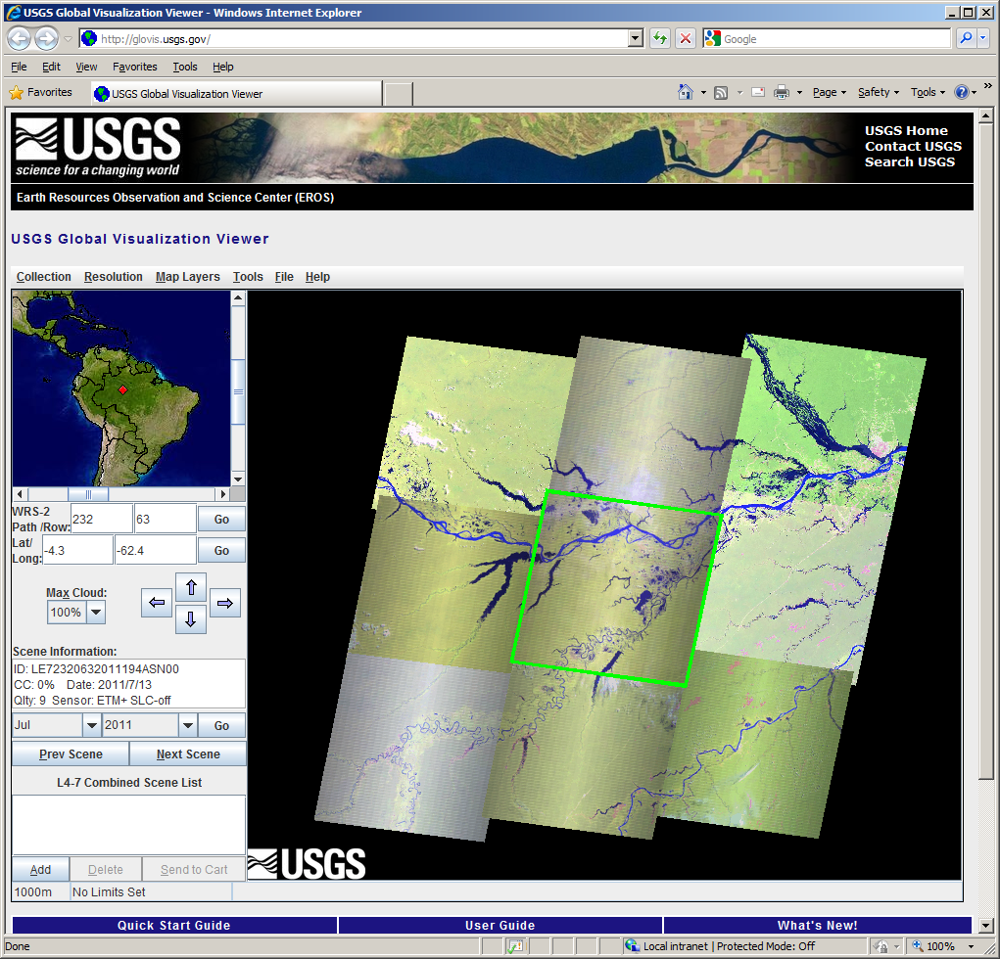 USGS Global Visualization Viewer - Windows Internet Explorer
http://glovis.usgs.gov/
Google
File Edit View Favorites Tools Help
Favorites
USGS Global Visualization Viewer
Page Safety Tools
USGS
science for a changing world
USGS Home
Contact USGS
Search USGS
Earth Resources Observation and Science Center (EROS)
USGS Global Visualization Viewer
Collection Resolution Map Layers Tools File Help
WRS-2
Path /Row: 232 63 Go
Lat/
Long: -4.3 -62.4 Go
Max Cloud:
100%
Scene Information:
ID: LE72320632011194ASN00
CC: 0% Date: 2011/7/13
Qlty: 9 Sensor: ETM+ SLC-off
Jul 2011 Go
Prev Scene Next Scene
L4-7 Combined Scene List
Add Delete Send to Cart
1000m No Limits Set
USGS
Quick Start Guide User Guide What's New!
Done Local intranet | Protected Mode: Off 100%